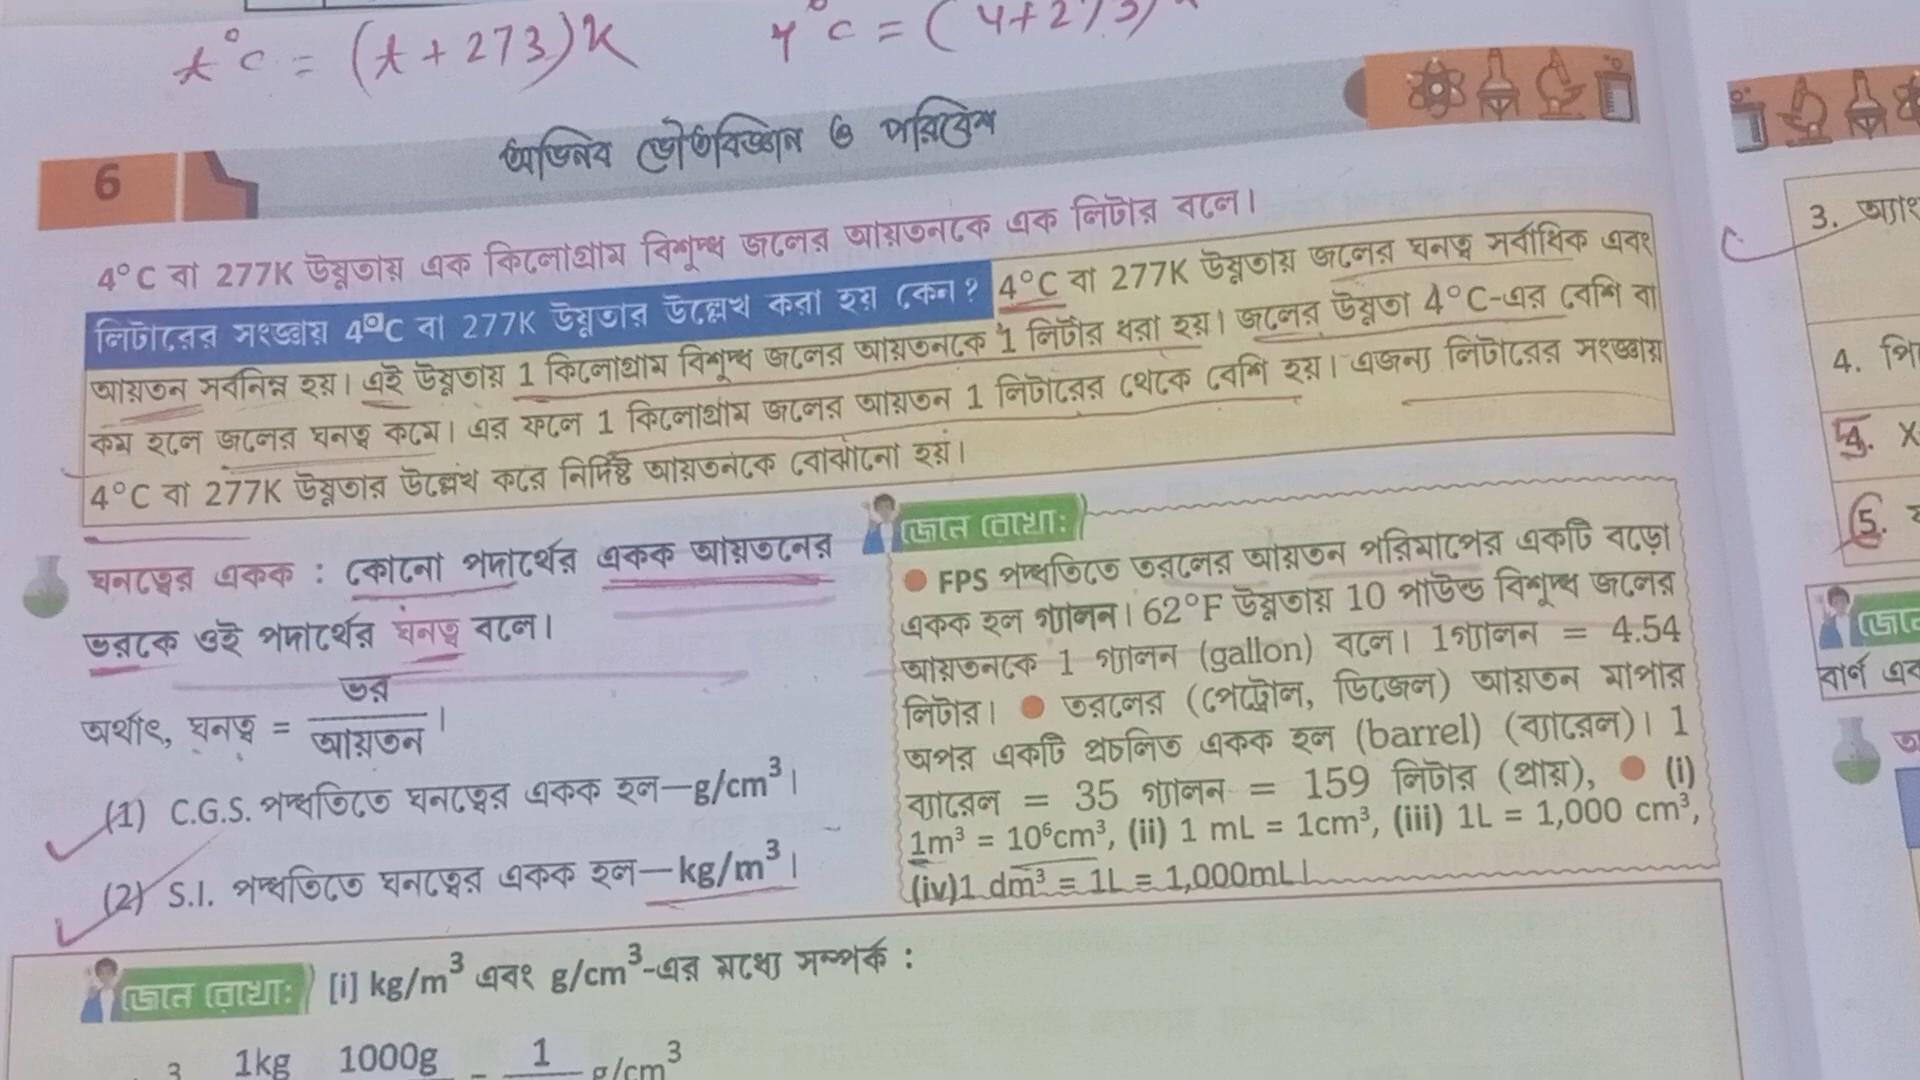 t°C = (t + 273)K
4°C = (4+273)
6
অভিনব ভৌতবিজ্ঞান ও পরিবেশ
4°C বা 277K উষ্ণতায় এক কিলোগ্রাম বিশুদ্ধ জলের আয়তনকে এক লিটার বলে।
লিটারের সংজ্ঞায় 4°C বা 277K উষ্ণতার উল্লেখ করা হয় কেন? 4°C বা 277K উষ্ণতায় জলের ঘনত্ব সর্বাধিক এবং
আয়তন সর্বনিম্ন হয়। এই উষ্ণতায় 1 কিলোগ্রাম বিশুদ্ধ জলের আয়তনকে 1 লিটার ধরা হয়। জলের উষ্ণতা 4°C-এর বেশি বা
কম হলে জলের ঘনত্ব কমে। এর ফলে 1 কিলোগ্রাম জলের আয়তন 1 লিটারের থেকে বেশি হয়। এজন্য লিটারের সংজ্ঞায়
4°C বা 277K উষ্ণতার উল্লেখ করে নির্দিষ্ট আয়তনকে বোঝানো হয়।
ঘনত্বের একক : কোনো পদার্থের একক আয়তনের
ভরকে ওই পদার্থের ঘনত্ব বলে।
অর্থাৎ, ঘনত্ব = ভর / আয়তন।
(1) C.G.S. পদ্ধতিতে ঘনত্বের একক হল—g/cm³।
(2) S.I. পদ্ধতিতে ঘনত্বের একক হল—kg/m³।
জেনে রেখো:
● FPS পদ্ধতিতে তরলের আয়তন পরিমাপের একটি বড়ো
একক হল গ্যালন। 62°F উষ্ণতায় 10 পাউন্ড বিশুদ্ধ জলের
আয়তনকে 1 গ্যালন (gallon) বলে। 1গ্যালন = 4.54
লিটার। ● তরলের (পেট্রোল, ডিজেল) আয়তন মাপার
অপর একটি প্রচলিত একক হল (barrel) (ব্যারেল)। 1
ব্যারেল = 35 গ্যালন = 159 লিটার (প্রায়), ● (i)
1m³ = 10⁶cm³, (ii) 1 mL = 1cm³, (iii) 1L = 1,000 cm³,
(iv)1 dm³ = 1L = 1,000mL।
জেনে রেখো: [i] kg/m³ এবং g/cm³-এর মধ্যে সম্পর্ক :
3 1kg 1000g 1 g/cm³
3.
4. পি
4. X
5.
বার্ণ এক